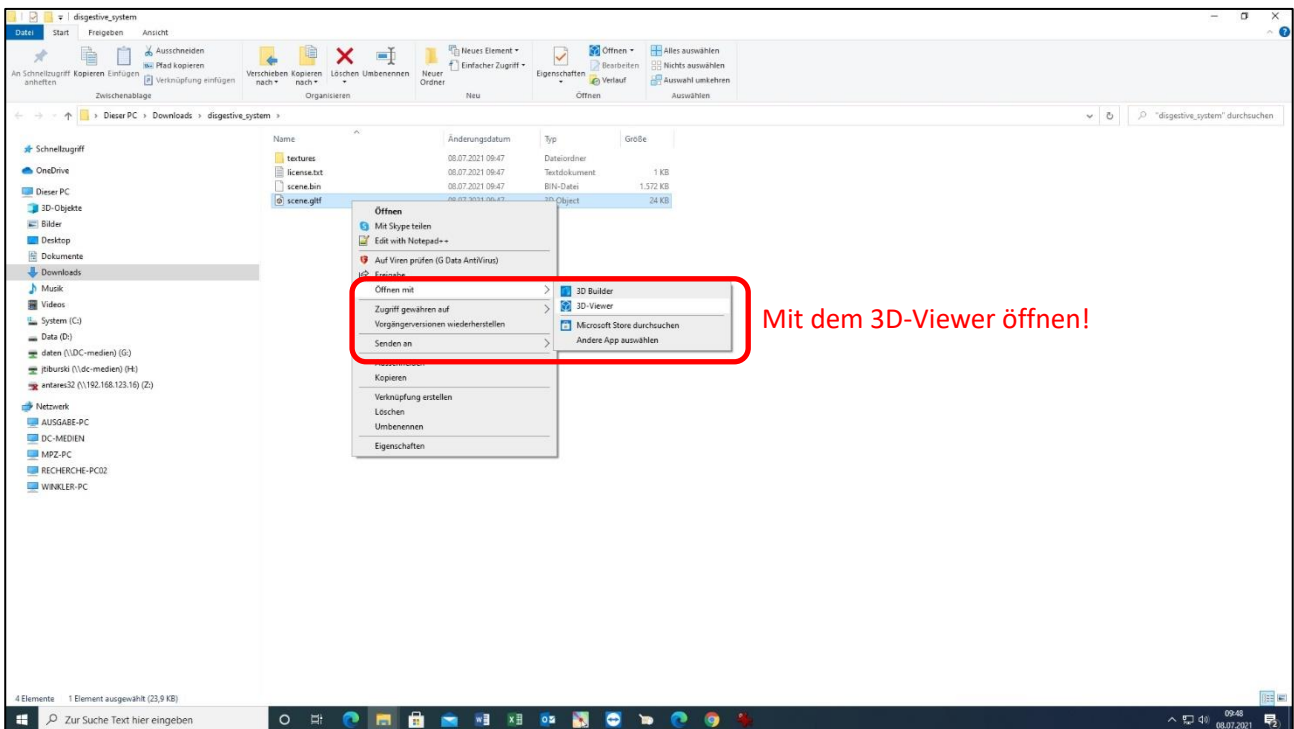 disgestive_system
Datei Start Freigeben Ansicht
An Schnellzugriff anheften
Kopieren
Einfügen
Ausschneiden
Pfad kopieren
Verknüpfung einfügen
Zwischenablage
Verschieben nach
Kopieren nach
Löschen
Umbenennen
Organisieren
Neuer Ordner
Neues Element
Einfacher Zugriff
Neu
Eigenschaften
Öffnen
Bearbeiten
Verlauf
Öffnen
Alles auswählen
Nichts auswählen
Auswahl umkehren
Auswählen
Dieser PC > Downloads > disgestive_system >
"disgestive_system" durchsuchen
Schnellzugriff
OneDrive
Dieser PC
3D-Objekte
Bilder
Desktop
Dokumente
Downloads
Musik
Videos
System (C:)
Data (D:)
daten (\\DC-medien) (G:)
jtiburski (\\dc-medien) (H:)
antares32 (\\192.168.123.16) (Z:)
Netzwerk
AUSGABE-PC
DC-MEDIEN
MPZ-PC
RECHERCHE-PC02
WINKLER-PC
Name Änderungsdatum Typ Größe
textures 08.07.2021 09:47 Dateiordner
license.txt 08.07.2021 09:47 Textdokument 1 KB
scene.bin 08.07.2021 09:47 BIN-Datei 1.572 KB
scene.gltf 08.07.2021 09:47 3D Object 24 KB
Öffnen
Mit Skype teilen
Edit with Notepad++
Auf Viren prüfen (G Data AntiVirus)
Freigabe
Öffnen mit
Zugriff gewähren auf
Vorgängerversionen wiederherstellen
Senden an
Ausschneiden
Kopieren
Verknüpfung erstellen
Löschen
Umbenennen
Eigenschaften
3D Builder
3D-Viewer
Microsoft Store durchsuchen
Andere App auswählen
Mit dem 3D-Viewer öffnen!
4 Elemente 1 Element ausgewählt (23,9 KB)
Zur Suche Text hier eingeben
09:48
08.07.2021